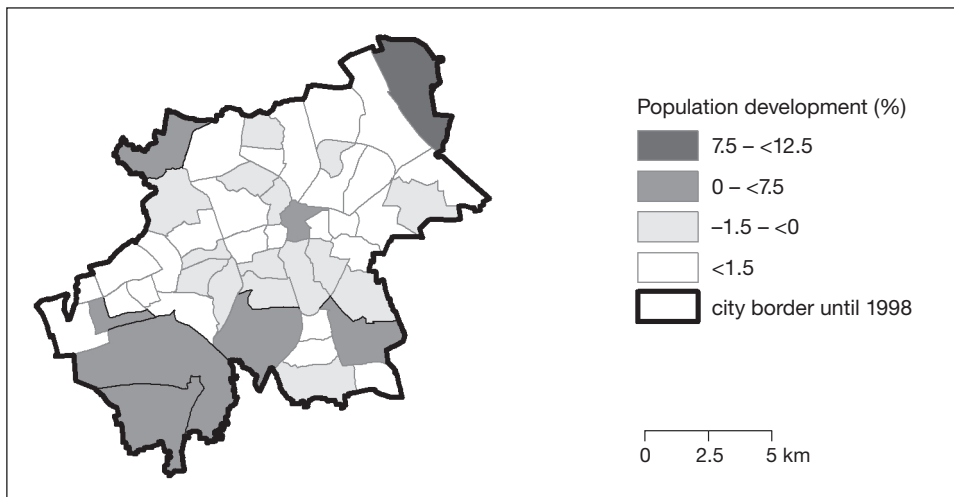 Population development (%)
7.5 – <12.5
0 – <7.5
–1.5 – <0
<1.5
city border until 1998
0 2.5 5 km